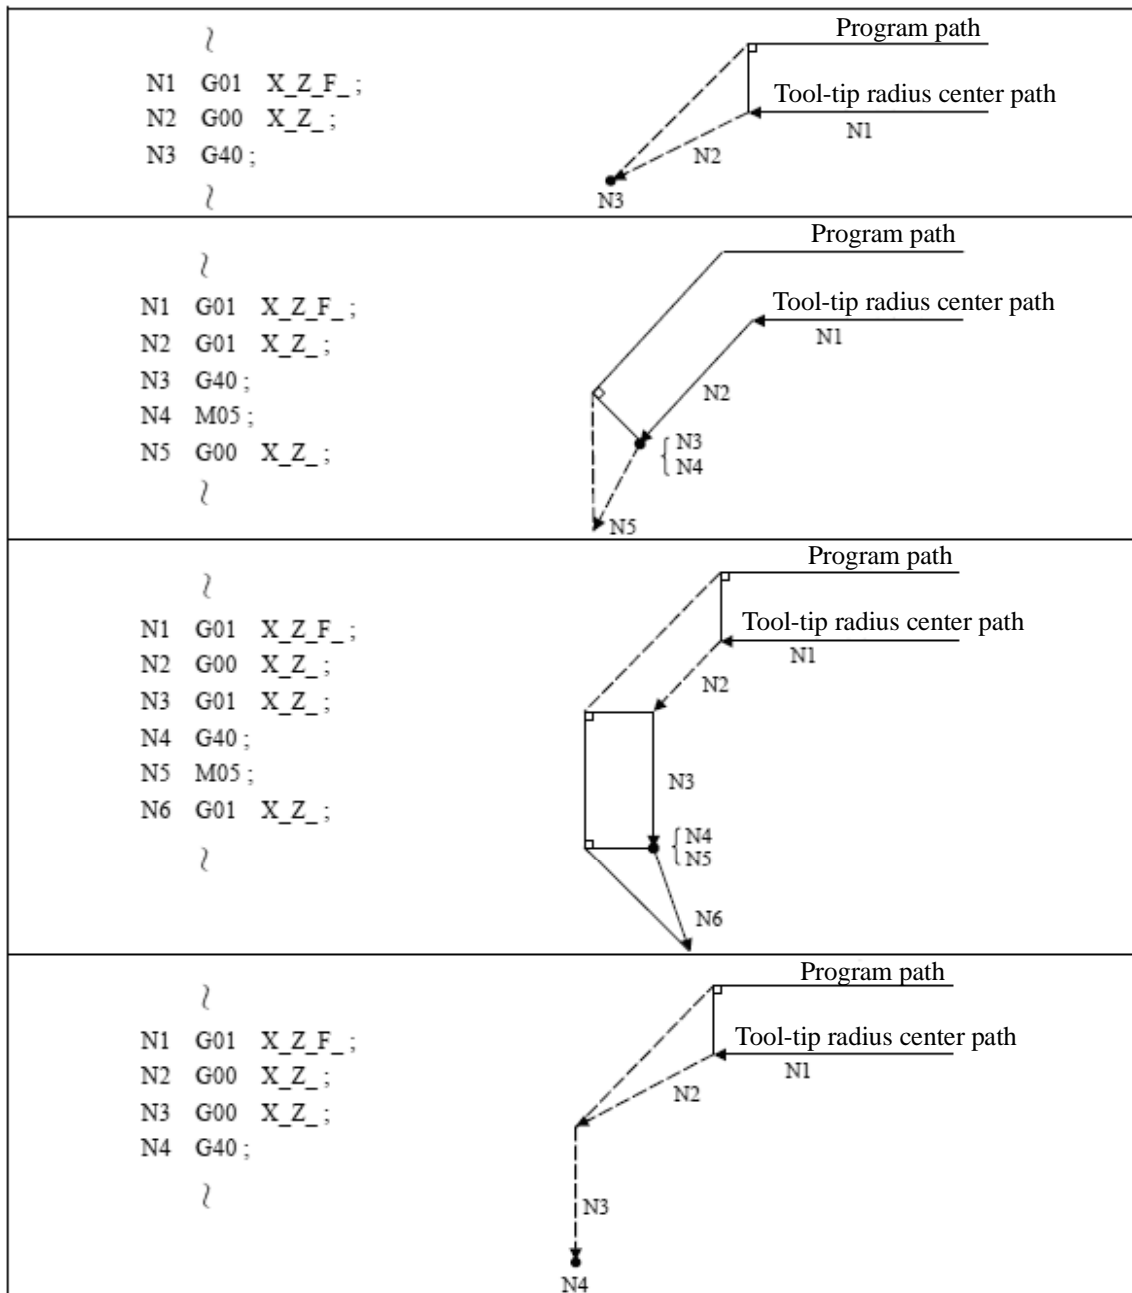 Program path
N1 G01 X_Z_F_ ;
N2 G00 X_Z_ ;
N3 G40 ;
Tool-tip radius center path
N1
N2
N3
Program path
N1 G01 X_Z_F_ ;
N2 G01 X_Z_ ;
N3 G40 ;
N4 M05 ;
N5 G00 X_Z_ ;
Tool-tip radius center path
N1
N2
N3
N4
N5
Program path
N1 G01 X_Z_F_ ;
N2 G00 X_Z_ ;
N3 G01 X_Z_ ;
N4 G40 ;
N5 M05 ;
N6 G01 X_Z_ ;
Tool-tip radius center path
N1
N2
N3
N4
N5
N6
Program path
N1 G01 X_Z_F_ ;
N2 G00 X_Z_ ;
N3 G00 X_Z_ ;
N4 G40 ;
Tool-tip radius center path
N1
N2
N3
N4